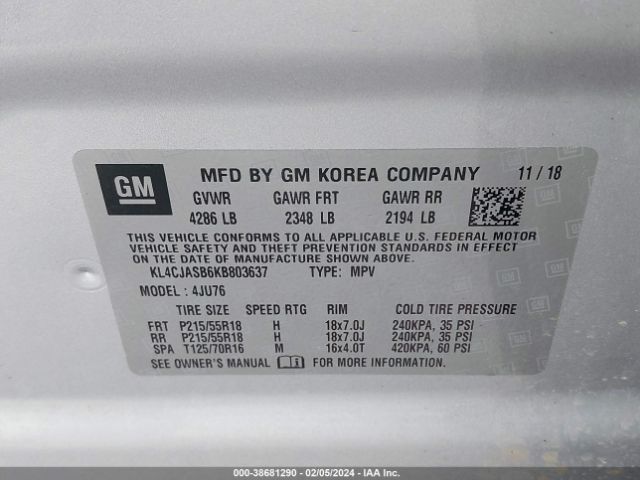 GM
MFD BY GM KOREA COMPANY 11 / 18
GVWR GAWR FRT GAWR RR
4286 LB 2348 LB 2194 LB
THIS VEHICLE CONFORMS TO ALL APPLICABLE U.S. FEDERAL MOTOR
VEHICLE SAFETY AND THEFT PREVENTION STANDARDS IN EFFECT
ON THE DATE OF MANUFACTURE SHOWN ABOVE.
KL4CJASB6KB803637 TYPE: MPV
MODEL : 4JU76
TIRE SIZE SPEED RTG RIM COLD TIRE PRESSURE
FRT P215/55R18 H 18x7.0J 240KPA, 35 PSI
RR P215/55R18 H 18x7.0J 240KPA, 35 PSI
SPA T125/70R16 M 16x4.0T 420KPA, 60 PSI
SEE OWNER'S MANUAL FOR MORE INFORMATION.
000-38681290 - 02/05/2024 - IAAI